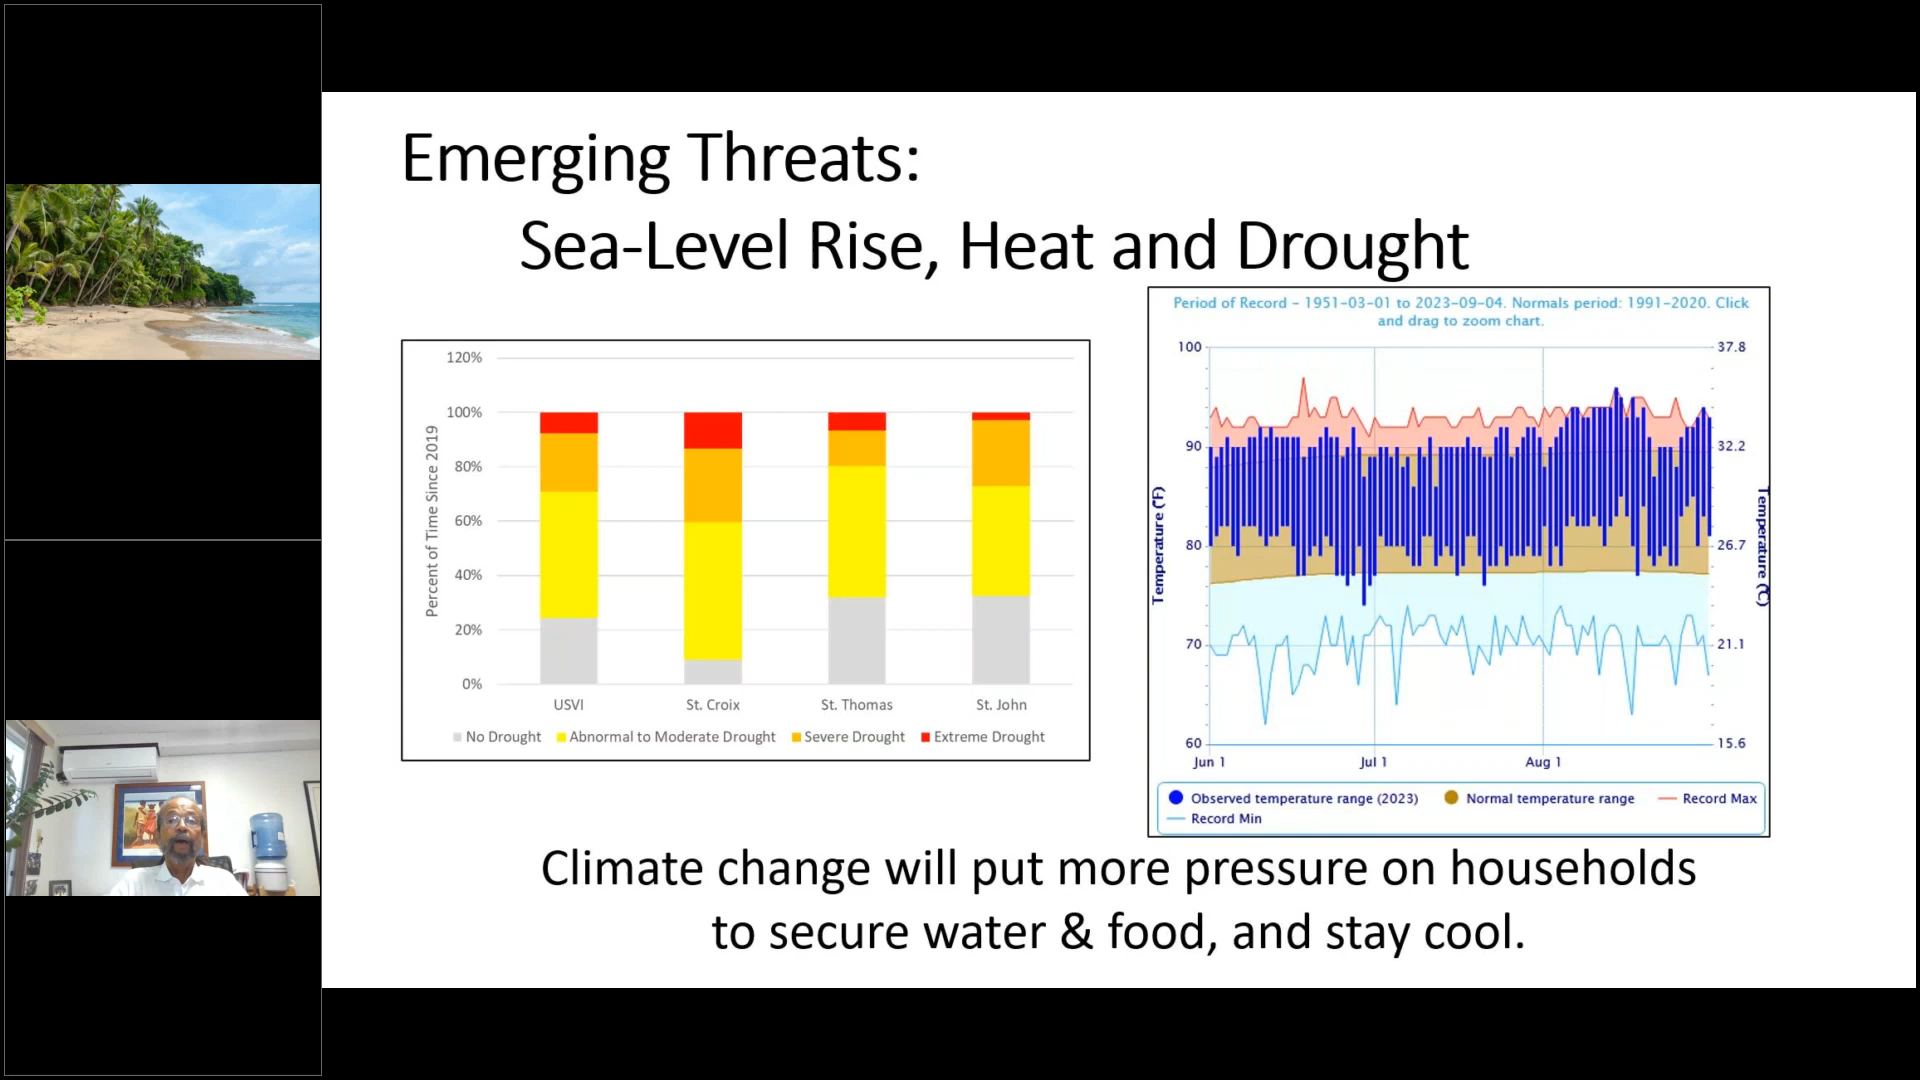 Emerging Threats:
Sea-Level Rise, Heat and Drought
120%
100%
80%
60%
40%
20%
0%
Percent of Time Since 2019
USVI St. Croix St. Thomas St. John
No Drought Abnormal to Moderate Drought Severe Drought Extreme Drought
Period of Record - 1951-03-01 to 2023-09-04. Normals period: 1991-2020. Click
and drag to zoom chart.
100 37.8
90 32.2
80 26.7
70 21.1
60 15.6
Temperature (°F)
Temperature (°C)
Jun 1 Jul 1 Aug 1
Observed temperature range (2023) Normal temperature range Record Max
Record Min
Climate change will put more pressure on households
to secure water & food, and stay cool.